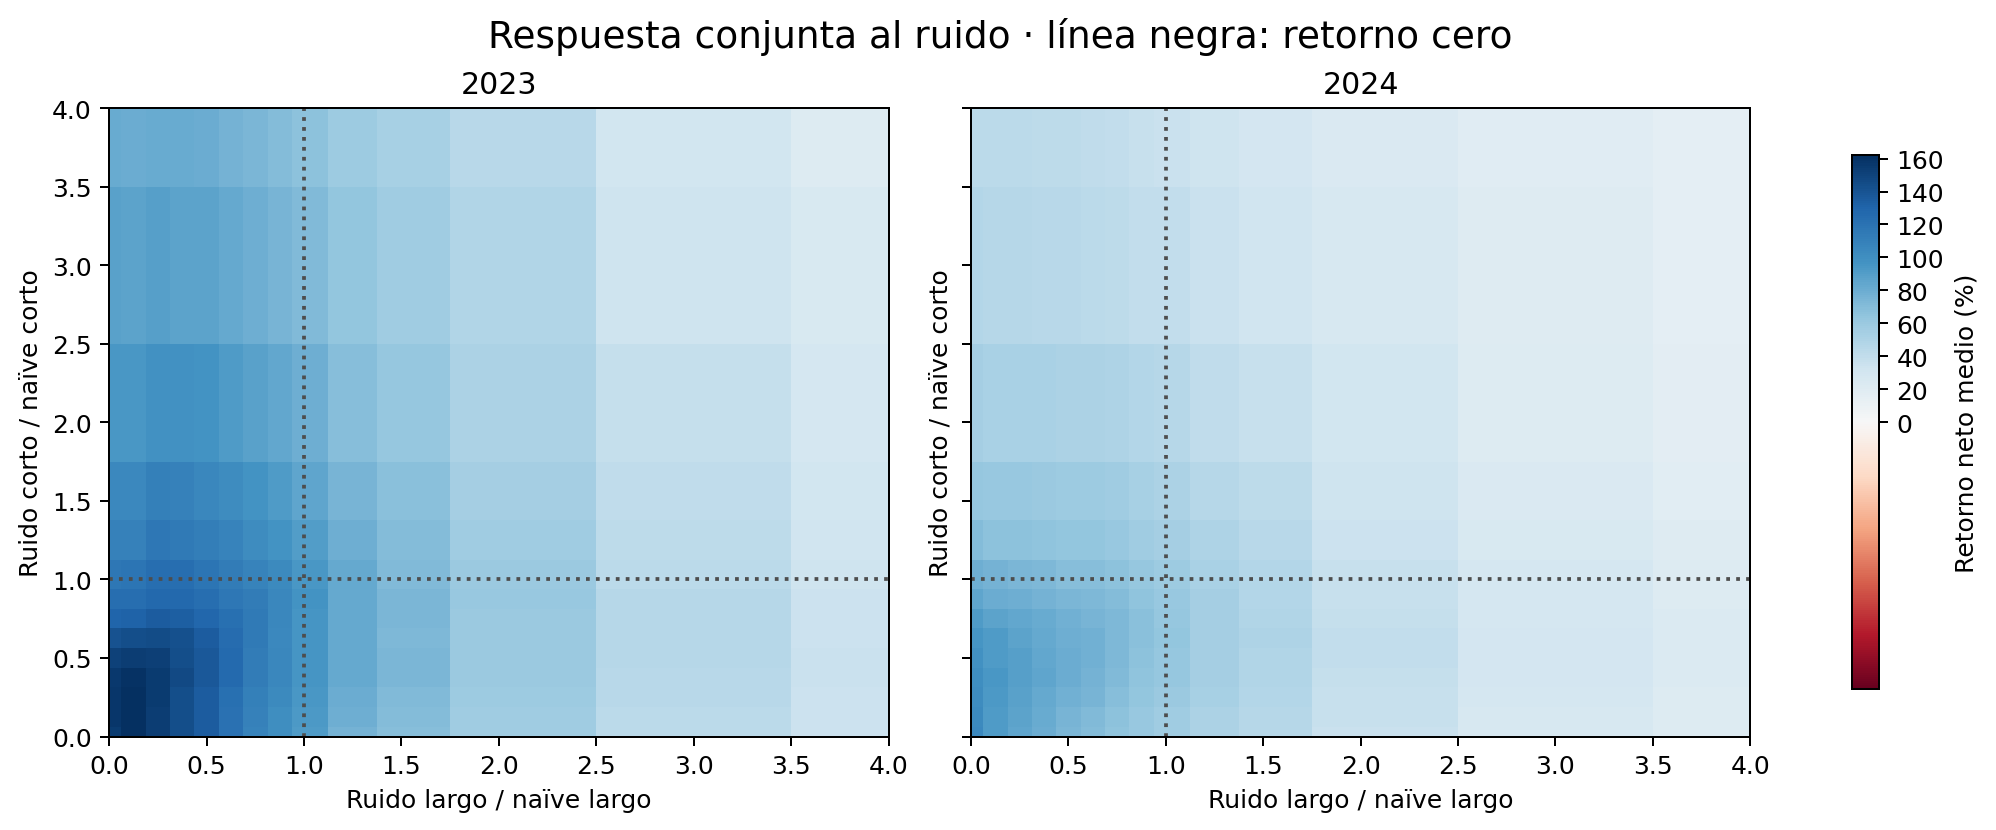 Respuesta conjunta al ruido · línea negra: retorno cero
2023
2024
4.0
3.5
3.0
2.5
2.0
1.5
1.0
0.5
0.0
Ruido corto / naïve corto
0.0 0.5 1.0 1.5 2.0 2.5 3.0 3.5 4.0
Ruido largo / naïve largo
Ruido corto / naïve corto
0.0 0.5 1.0 1.5 2.0 2.5 3.0 3.5 4.0
Ruido largo / naïve largo
160
140
120
100
80
60
40
20
0
Retorno neto medio (%)